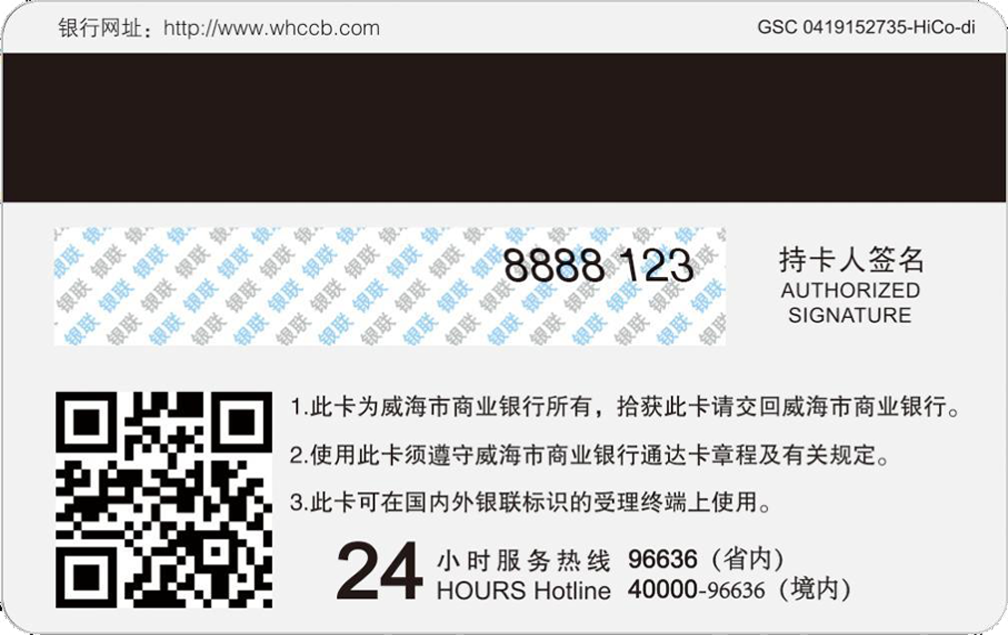 银行网址：http://www.whccb.com
GSC 0419152735-HiCo-di
8888 123
持卡人签名
AUTHORIZED
SIGNATURE
1.此卡为威海市商业银行所有，拾获此卡请交回威海市商业银行。
2.使用此卡须遵守威海市商业银行通达卡章程及有关规定。
3.此卡可在国内外银联标识的受理终端上使用。
24 小时服务热线 96636（省内）
HOURS Hotline 40000-96636（境内）
银联